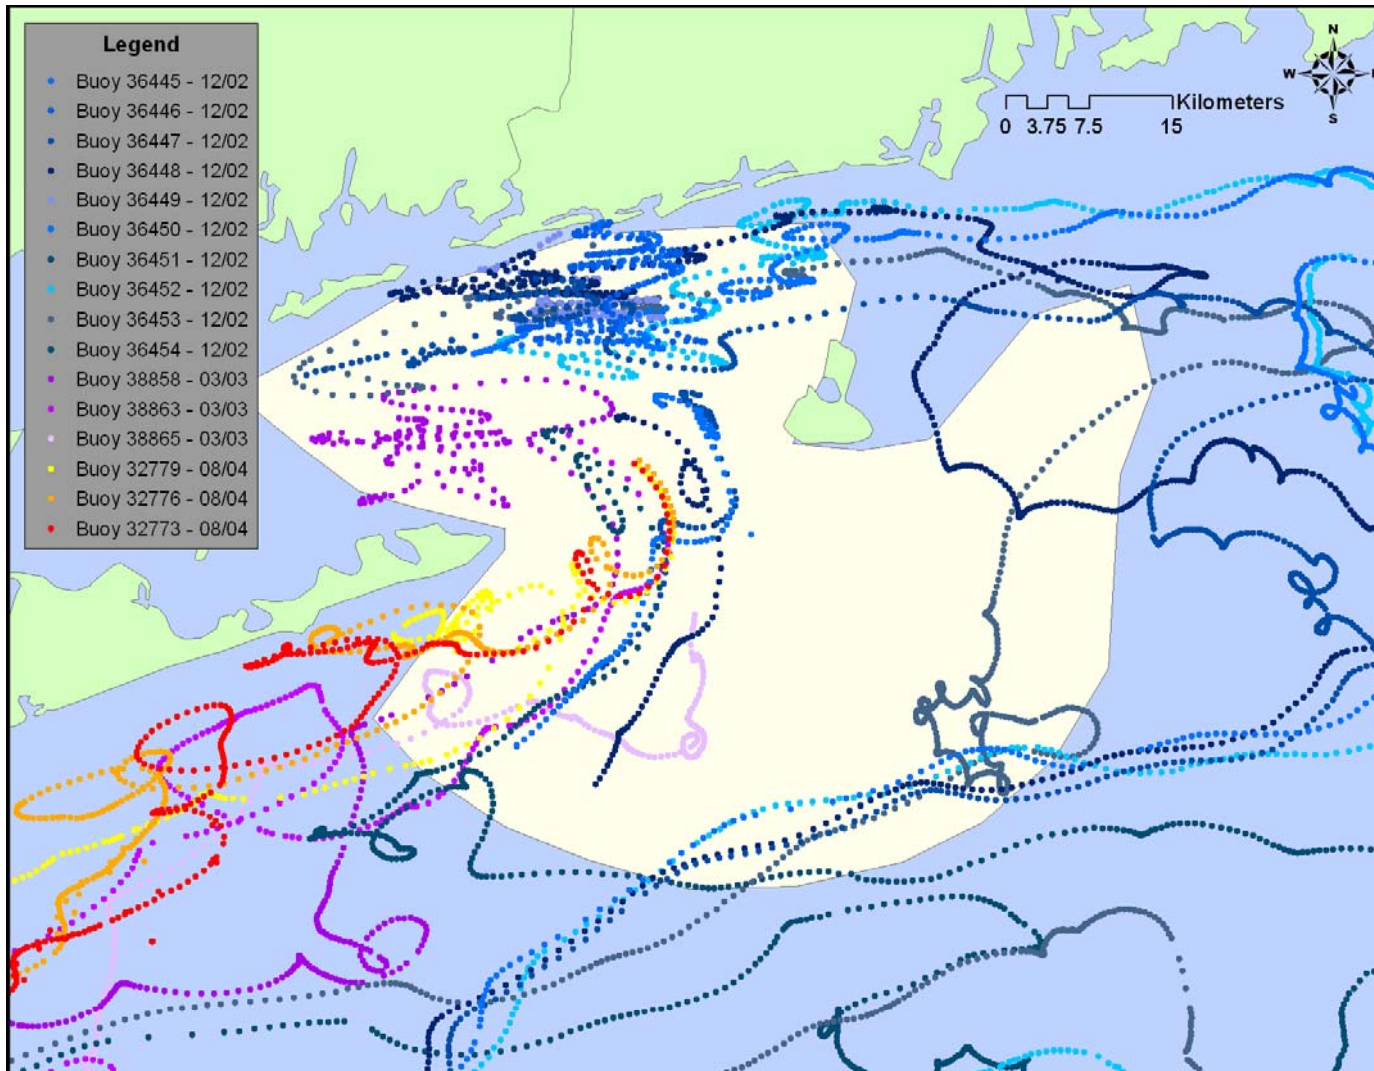 Legend
Buoy 36445 - 12/02
Buoy 36446 - 12/02
Buoy 36447 - 12/02
Buoy 36448 - 12/02
Buoy 36449 - 12/02
Buoy 36450 - 12/02
Buoy 36451 - 12/02
Buoy 36452 - 12/02
Buoy 36453 - 12/02
Buoy 36454 - 12/02
Buoy 38858 - 03/03
Buoy 38863 - 03/03
Buoy 38865 - 03/03
Buoy 32779 - 08/04
Buoy 32776 - 08/04
Buoy 32773 - 08/04
N
W
S
Kilometers
0 3.75 7.5 15